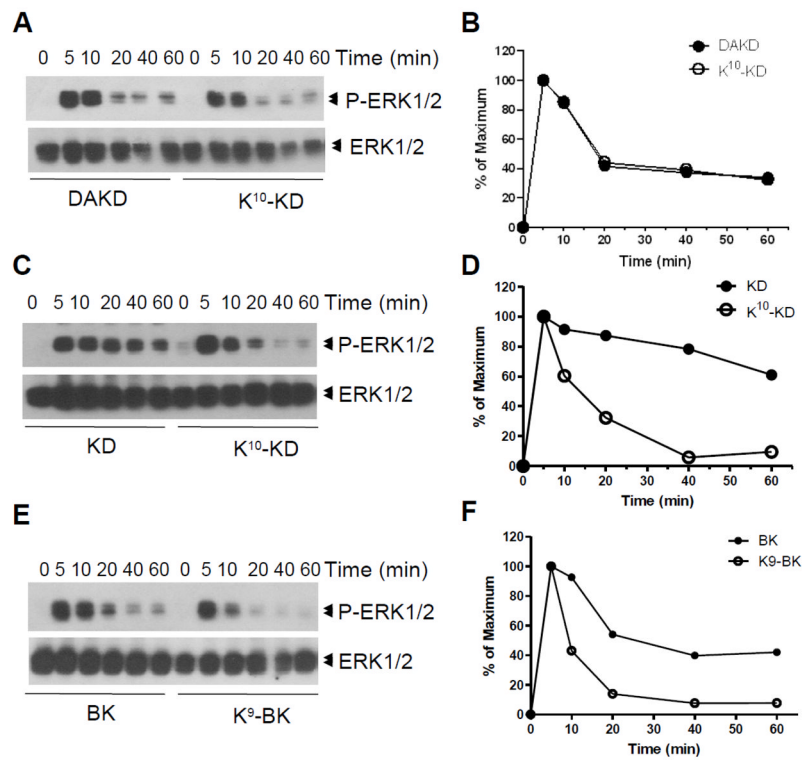 A
0 5 10 20 40 60 0 5 10 20 40 60 Time (min)
P-ERK1/2
ERK1/2
DAKD K¹⁰-KD
B
DAKD
K¹⁰-KD
% of Maximum
120
100
80
60
40
20
0
0 10 20 30 40 50 60
Time (min)
C
0 5 10 20 40 60 0 5 10 20 40 60 Time (min)
P-ERK1/2
ERK1/2
KD K¹⁰-KD
D
KD
K¹⁰-KD
% of Maximum
120
100
80
60
40
20
0
0 10 20 30 40 50 60
Time (min)
E
0 5 10 20 40 60 0 5 10 20 40 60 Time (min)
P-ERK1/2
ERK1/2
BK K⁹-BK
F
BK
K9-BK
% of Maximum
120
100
80
60
40
20
0
0 10 20 30 40 50 60
Time (min)